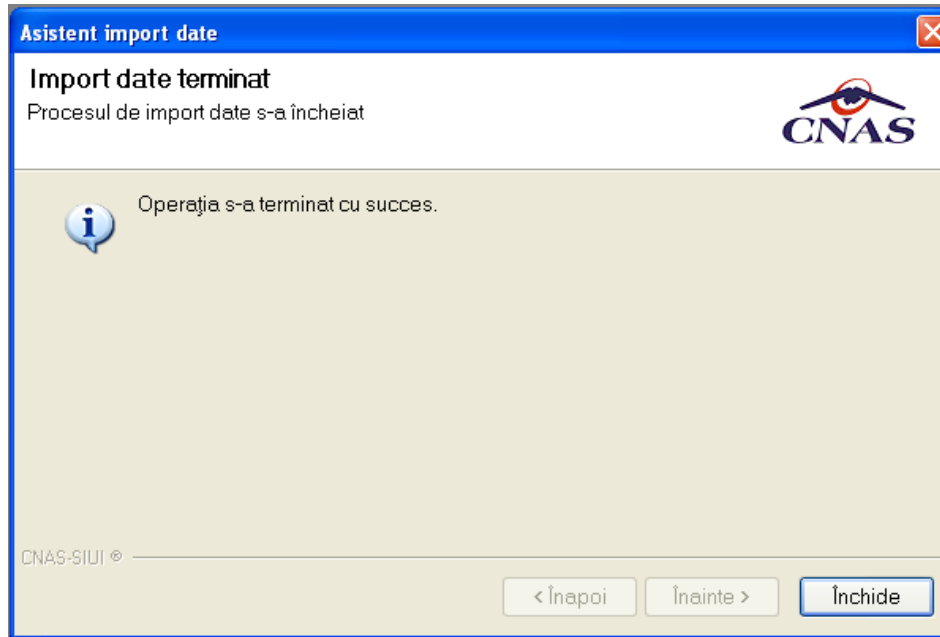 Asistent import date
Import date terminat
Procesul de import date s-a încheiat
CNAS
Operaţia s-a terminat cu succes.
CNAS-SIUI ®
< Înapoi
Înainte >
Închide